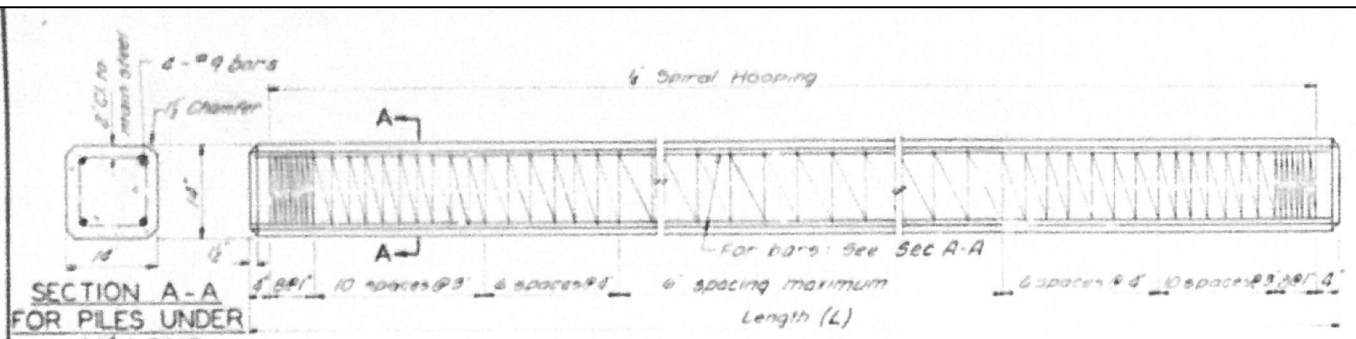 4 - #9 bars
2" Cl. to
main steel
1½" Chamfer
¼" Spiral Hooping
A
14"
A
14"
½"
For bars: See Sec A-A
4" 8@1" 10 spaces@3" 6 spaces@4" 6" spacing maximum 6 spaces @ 4" 10 spaces@3" 8@1" 4"
Length (L)
SECTION A-A
FOR PILES UNDER